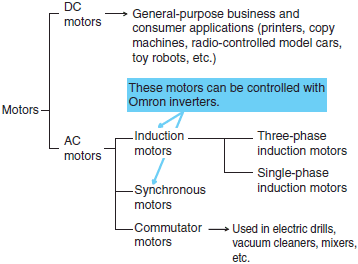 DC
motors
General-purpose business and
consumer applications (printers, copy
machines, radio-controlled model cars,
toy robots, etc.)
These motors can be controlled with
Omron inverters.
Motors
AC
motors
Induction
motors
Three-phase
induction motors
Single-phase
induction motors
Synchronous
motors
Commutator
motors
Used in electric drills,
vacuum cleaners, mixers,
etc.